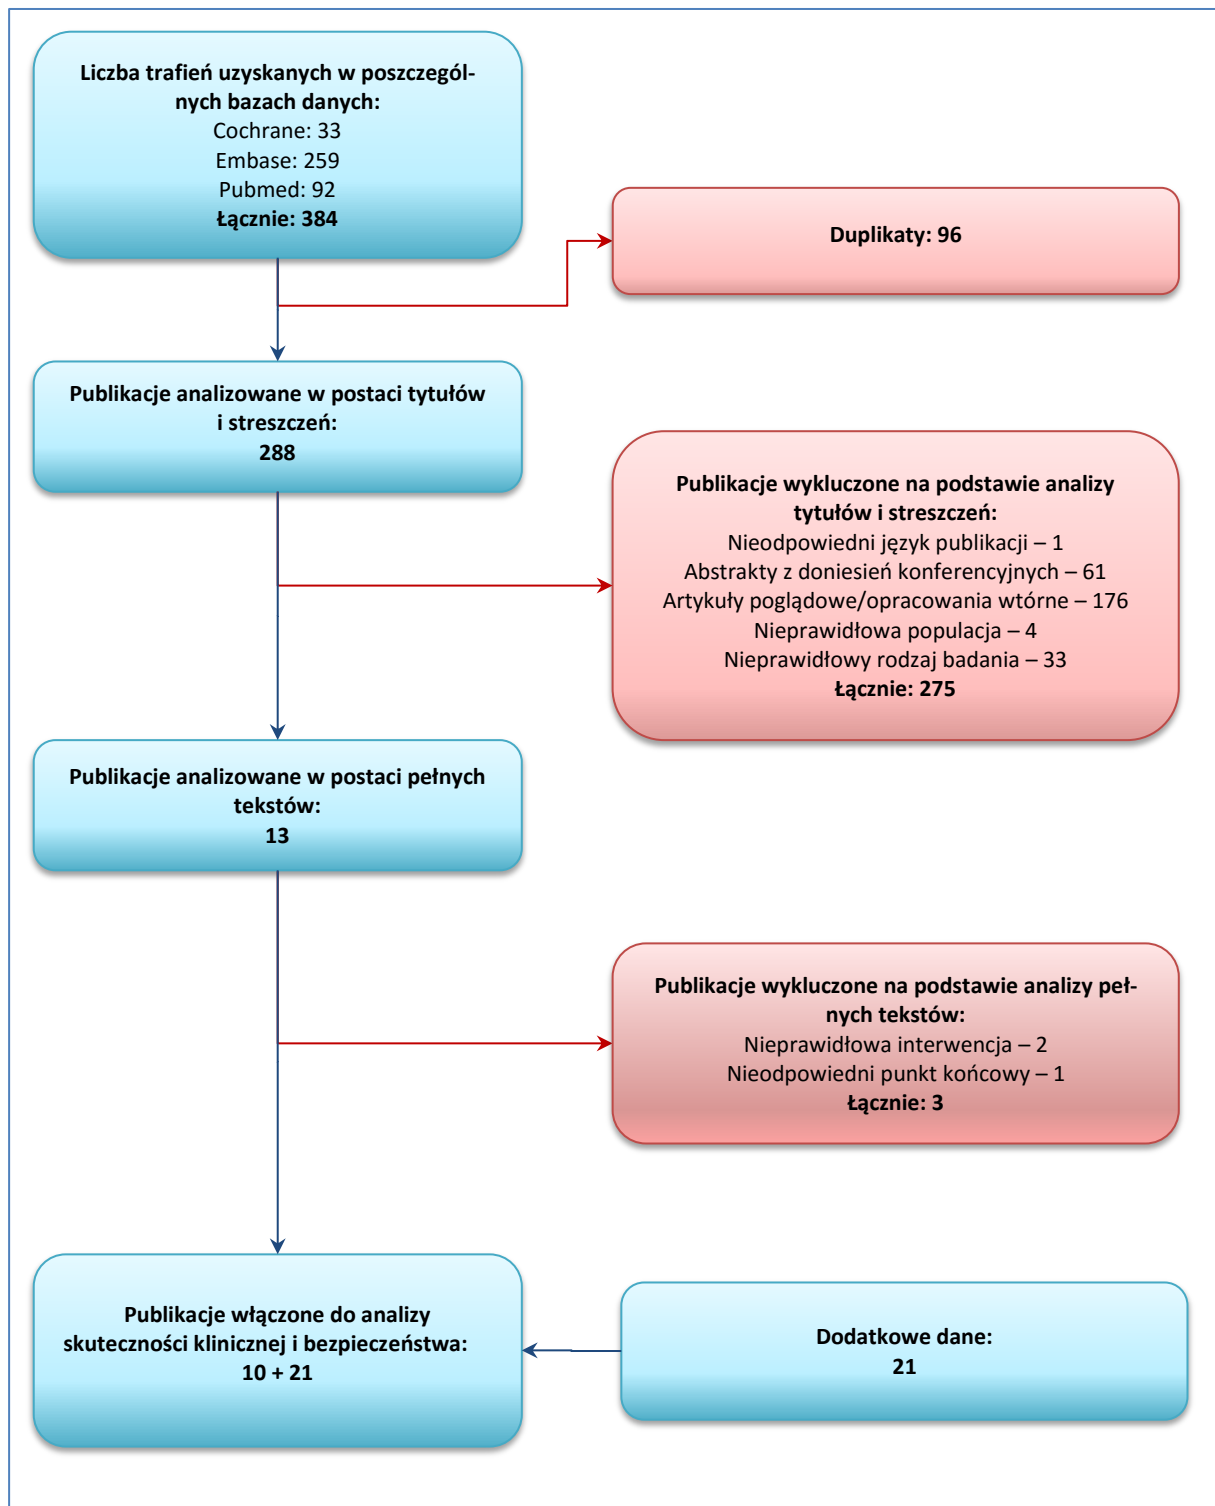 Liczba trafień uzyskanych w poszczegól-
nych bazach danych:
Cochrane: 33
Embase: 259
Pubmed: 92
Łącznie: 384
Duplikaty: 96
Publikacje analizowane w postaci tytułów
i streszczeń:
288
Publikacje wykluczone na podstawie analizy
tytułów i streszczeń:
Nieodpowiedni język publikacji – 1
Abstrakty z doniesień konferencyjnych – 61
Artykuły poglądowe/opracowania wtórne – 176
Nieprawidłowa populacja – 4
Nieprawidłowy rodzaj badania – 33
Łącznie: 275
Publikacje analizowane w postaci pełnych
tekstów:
13
Publikacje wykluczone na podstawie analizy peł-
nych tekstów:
Nieprawidłowa interwencja – 2
Nieodpowiedni punkt końcowy – 1
Łącznie: 3
Publikacje włączone do analizy
skuteczności klinicznej i bezpieczeństwa:
10 + 21
Dodatkowe dane:
21